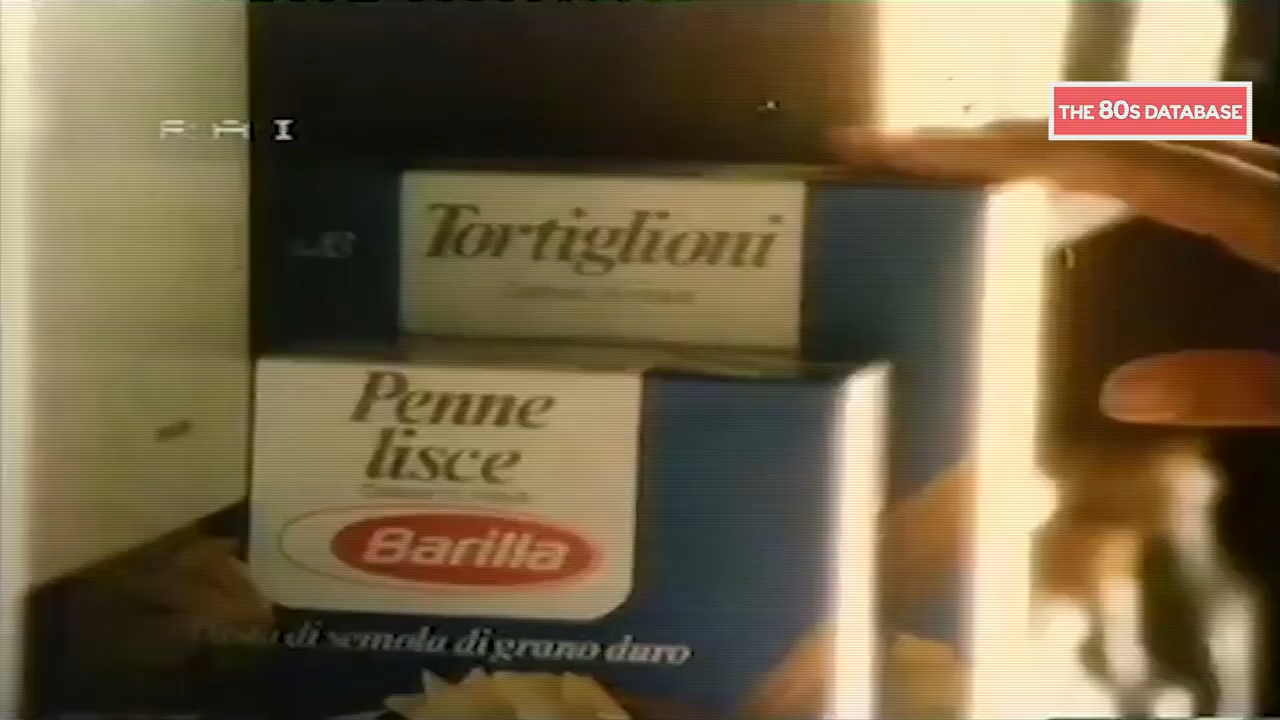 RAI
THE 80S DATABASE
Tortiglioni
Penne
lisce
Barilla
di semola di grano duro